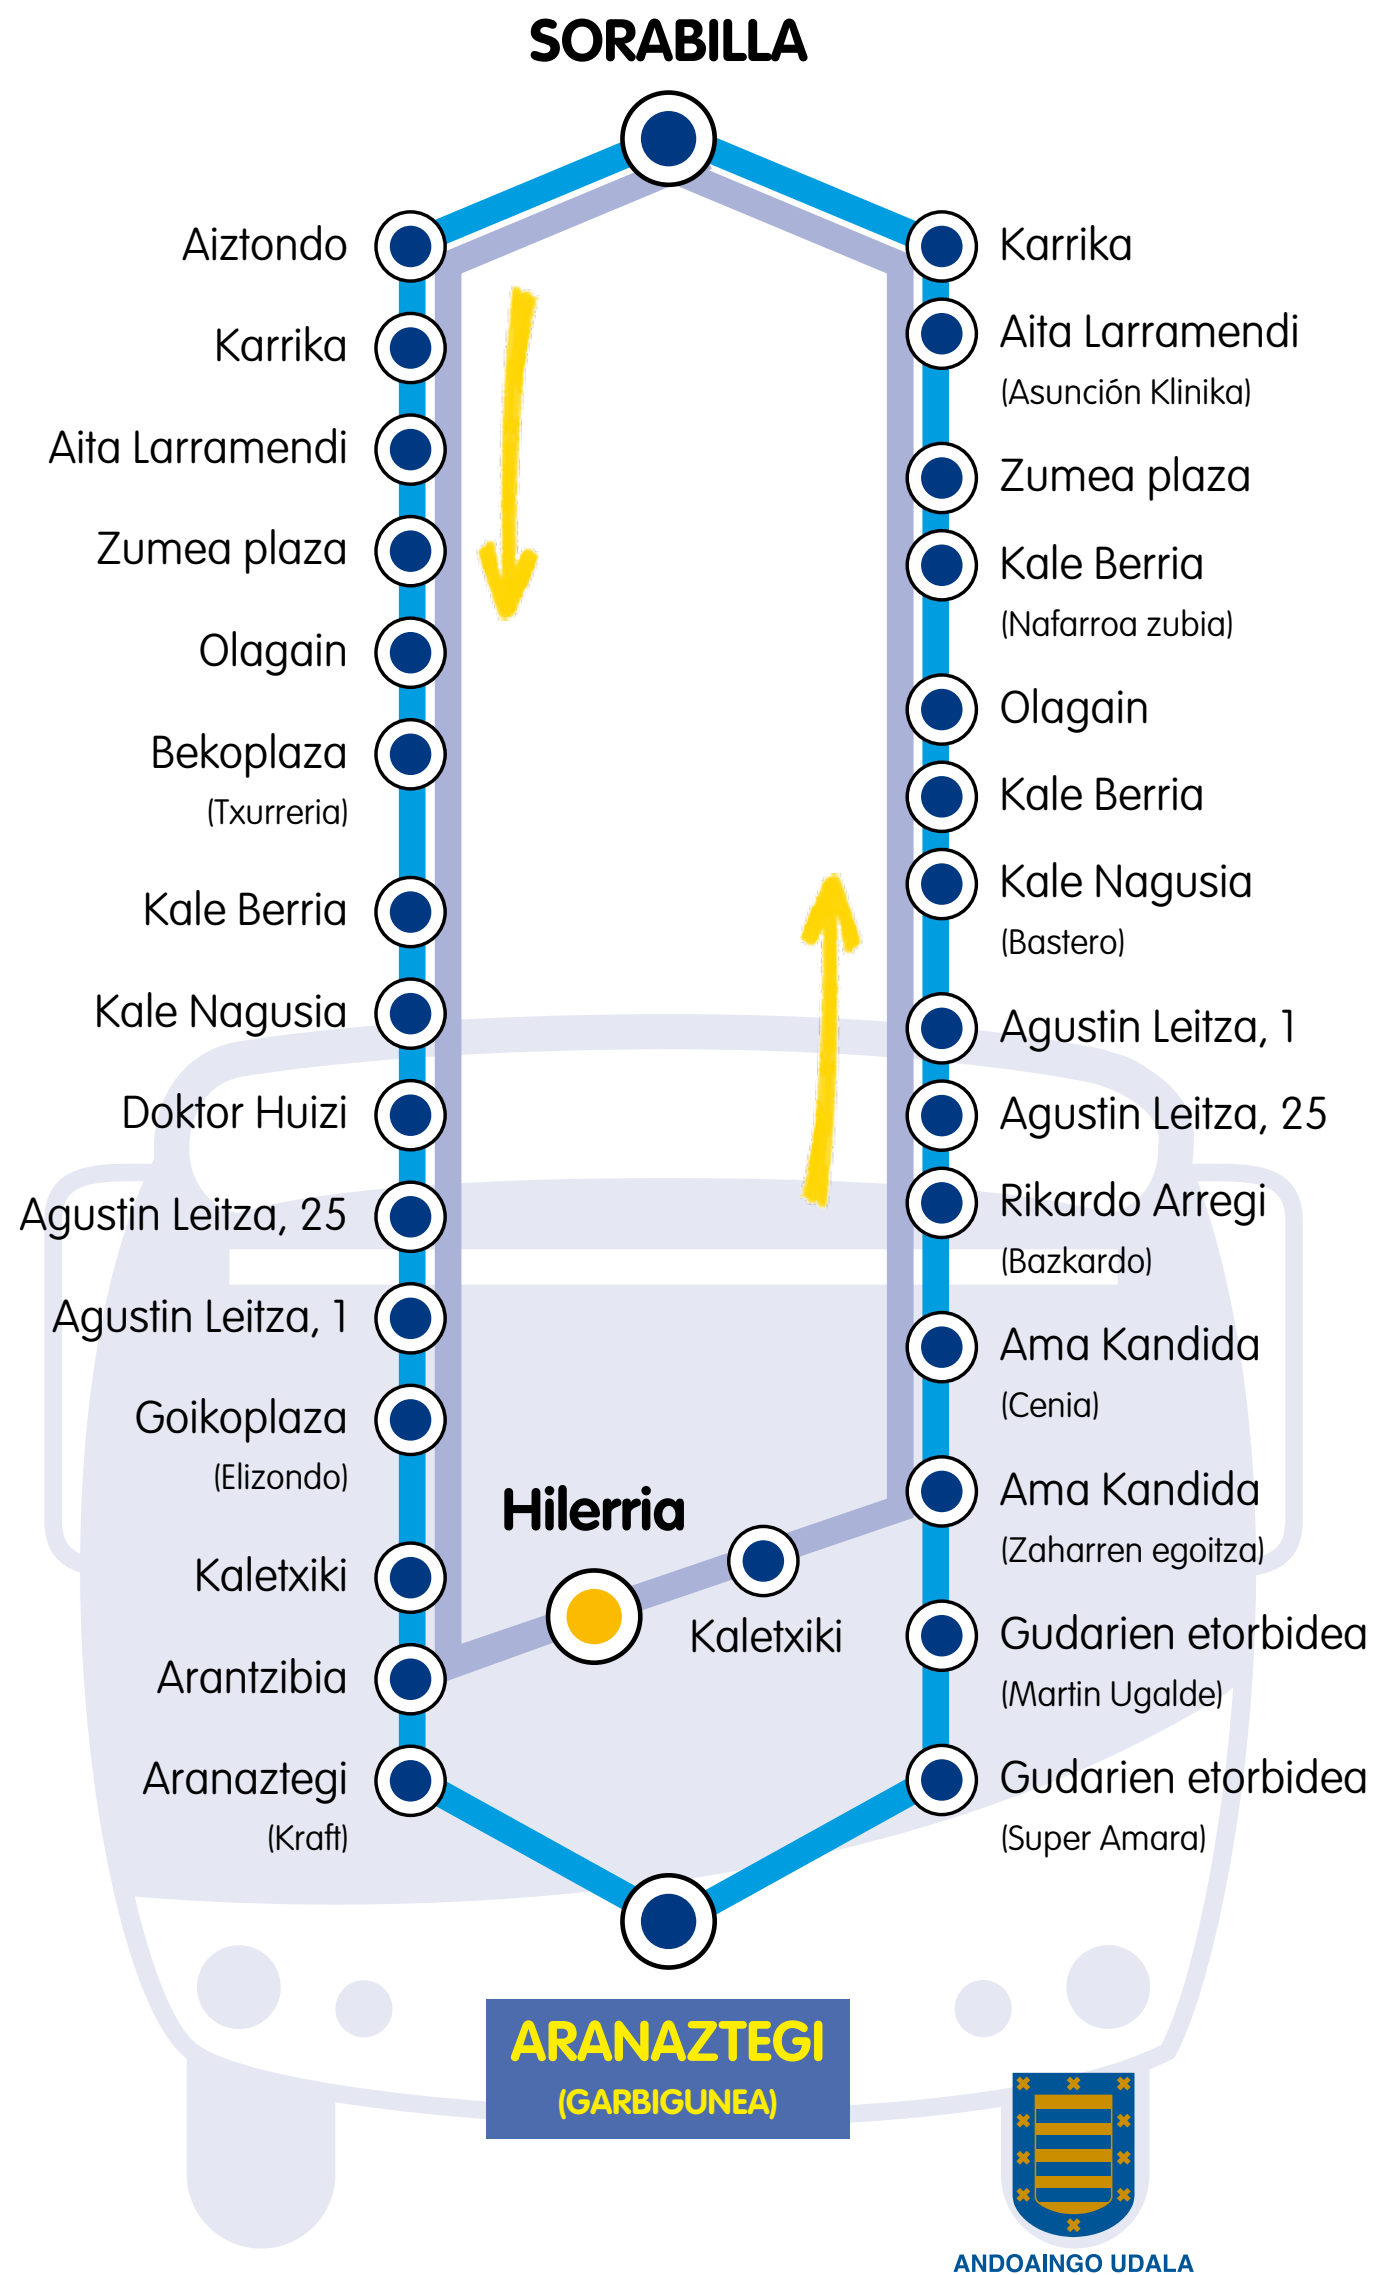 SORABILLA
Aiztondo
Karrika
Aita Larramendi
Zumea plaza
Olagain
Bekoplaza
(Txurreria)
Kale Berria
Kale Nagusia
Doktor Huizi
Agustin Leitza, 25
Agustin Leitza, 1
Goikoplaza
(Elizondo)
Kaletxiki
Arantzibia
Aranaztegi
(Kraft)
Hilerria
Kaletxiki
Karrika
Aita Larramendi
(Asunción Klinika)
Zumea plaza
Kale Berria
(Nafarroa zubia)
Olagain
Kale Berria
Kale Nagusia
(Bastero)
Agustin Leitza, 1
Agustin Leitza, 25
Rikardo Arregi
(Bazkardo)
Ama Kandida
(Cenia)
Ama Kandida
(Zaharren egoitza)
Gudarien etorbidea
(Martin Ugalde)
Gudarien etorbidea
(Super Amara)
ARANAZTEGI
(GARBIGUNEA)
ANDOAINGO UDALA